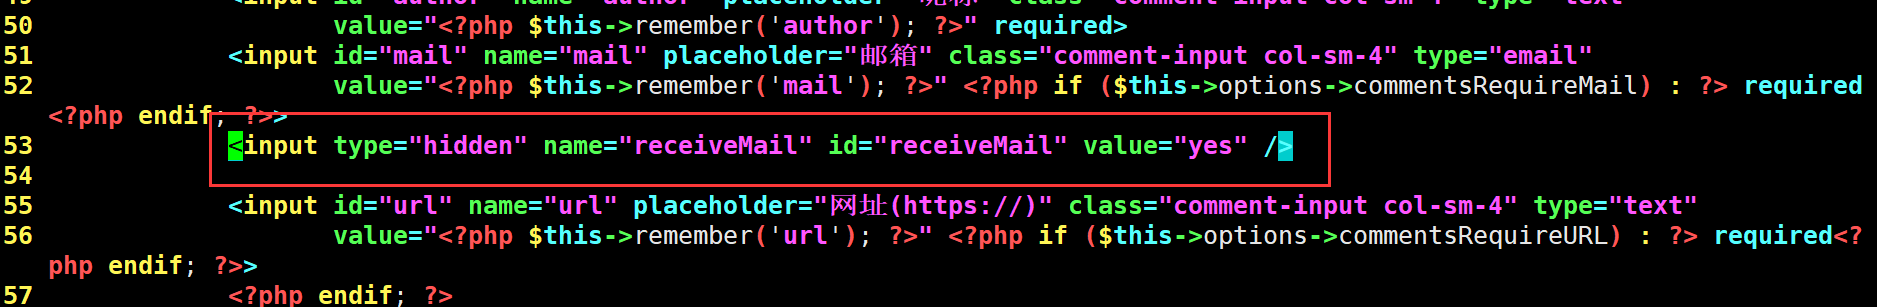 50                    value="<?php $this->remember('author'); ?>" required>
51             <input id="mail" name="mail" placeholder="邮箱" class="comment-input col-sm-4" type="email"
52                    value="<?php $this->remember('mail'); ?>" <?php if ($this->options->commentsRequireMail) : ?> required
<?php endif; ?>>
53             <input type="hidden" name="receiveMail" id="receiveMail" value="yes" />
54
55             <input id="url" name="url" placeholder="网址(https://)" class="comment-input col-sm-4" type="text"
56                    value="<?php $this->remember('url'); ?>" <?php if ($this->options->commentsRequireURL) : ?> required<?
php endif; ?>>
57             <?php endif; ?>